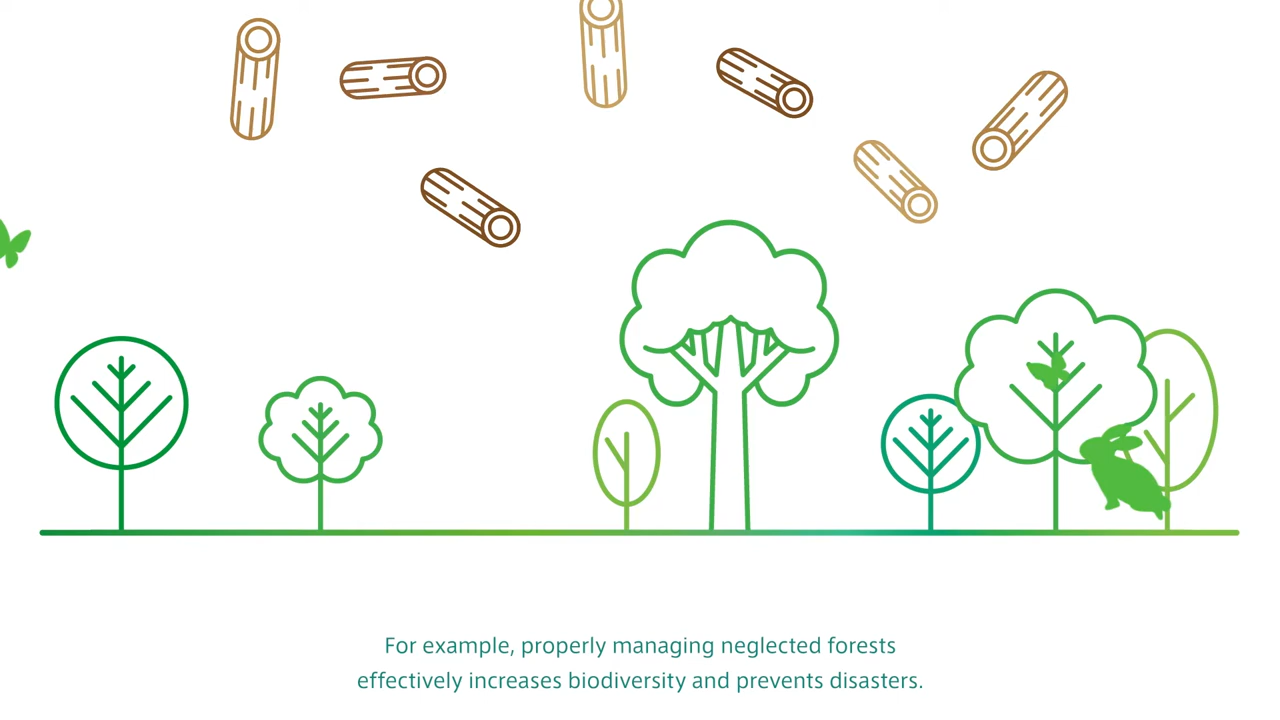 For example, properly managing neglected forests
effectively increases biodiversity and prevents disasters.